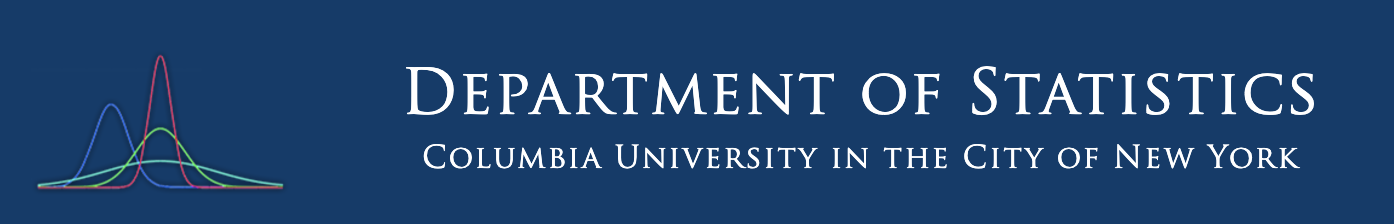 Department of Statistics
Columbia University in the City of New York